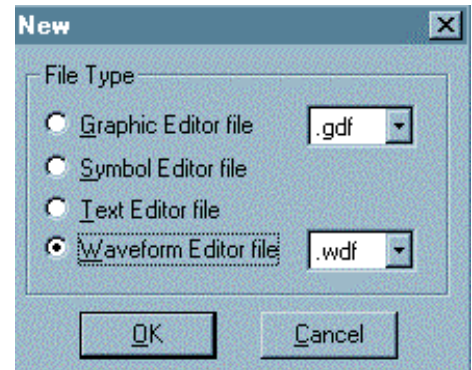 New
File Type
Graphic Editor file .gdf
Symbol Editor file
Text Editor file
Waveform Editor file .wdf
OK Cancel